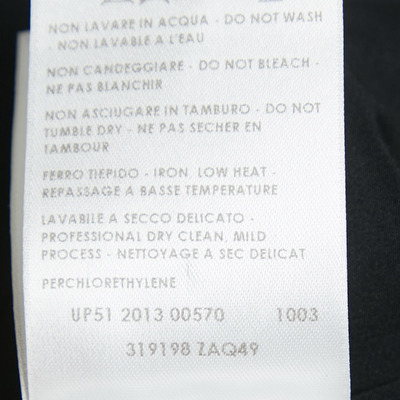 NON LAVARE IN ACQUA - DO NOT WASH
- NON LAVABLE A L'EAU
NON CANDEGGIARE - DO NOT BLEACH -
NE PAS BLANCHIR
NON ASCIUGARE IN TAMBURO - DO NOT
TUMBLE DRY - NE PAS SECHER EN
TAMBOUR
FERRO TIEPIDO - IRON, LOW HEAT -
REPASSAGE A BASSE TEMPERATURE
LAVABILE A SECCO DELICATO -
PROFESSIONAL DRY CLEAN, MILD
PROCESS - NETTOYAGE A SEC DELICAT
PERCHLORETHYLENE
UP51 2013 00570 1003
319198 ZAQ49